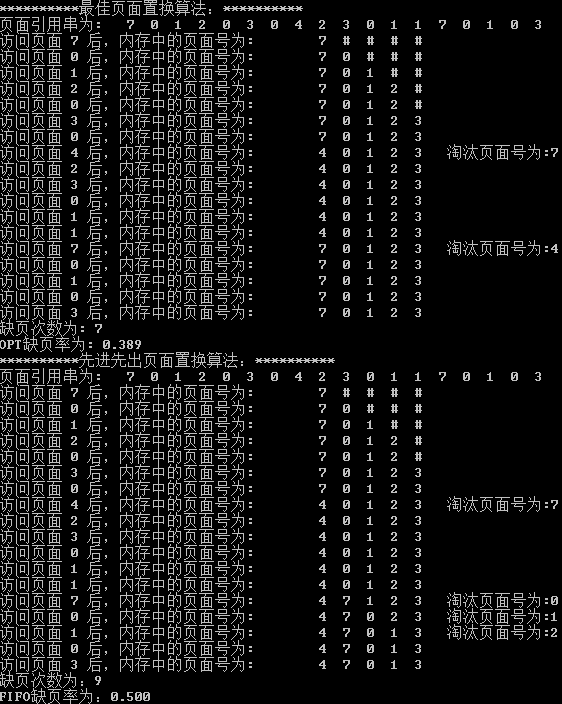 **********最佳页面置换算法：**********
页面引用串为: 7 0 1 2 0 3 0 4 2 3 0 1 1 7 0 1 0 3
访问页面 7 后，内存中的页面号为: 7 # # # #
访问页面 0 后，内存中的页面号为: 7 0 # # #
访问页面 1 后，内存中的页面号为: 7 0 1 # #
访问页面 2 后，内存中的页面号为: 7 0 1 2 #
访问页面 0 后，内存中的页面号为: 7 0 1 2 #
访问页面 3 后，内存中的页面号为: 7 0 1 2 3
访问页面 0 后，内存中的页面号为: 7 0 1 2 3
访问页面 4 后，内存中的页面号为: 4 0 1 2 3 淘汰页面号为:7
访问页面 2 后，内存中的页面号为: 4 0 1 2 3
访问页面 3 后，内存中的页面号为: 4 0 1 2 3
访问页面 0 后，内存中的页面号为: 4 0 1 2 3
访问页面 1 后，内存中的页面号为: 4 0 1 2 3
访问页面 1 后，内存中的页面号为: 4 0 1 2 3
访问页面 7 后，内存中的页面号为: 7 0 1 2 3 淘汰页面号为:4
访问页面 0 后，内存中的页面号为: 7 0 1 2 3
访问页面 1 后，内存中的页面号为: 7 0 1 2 3
访问页面 0 后，内存中的页面号为: 7 0 1 2 3
访问页面 3 后，内存中的页面号为: 7 0 1 2 3
缺页次数为: 7
OPT缺页率为: 0.389
**********先进先出页面置换算法：**********
页面引用串为: 7 0 1 2 0 3 0 4 2 3 0 1 1 7 0 1 0 3
访问页面 7 后，内存中的页面号为: 7 # # # #
访问页面 0 后，内存中的页面号为: 7 0 # # #
访问页面 1 后，内存中的页面号为: 7 0 1 # #
访问页面 2 后，内存中的页面号为: 7 0 1 2 #
访问页面 0 后，内存中的页面号为: 7 0 1 2 #
访问页面 3 后，内存中的页面号为: 7 0 1 2 3
访问页面 0 后，内存中的页面号为: 7 0 1 2 3
访问页面 4 后，内存中的页面号为: 4 0 1 2 3 淘汰页面号为:7
访问页面 2 后，内存中的页面号为: 4 0 1 2 3
访问页面 3 后，内存中的页面号为: 4 0 1 2 3
访问页面 0 后，内存中的页面号为: 4 0 1 2 3
访问页面 1 后，内存中的页面号为: 4 0 1 2 3
访问页面 1 后，内存中的页面号为: 4 0 1 2 3
访问页面 7 后，内存中的页面号为: 4 7 1 2 3 淘汰页面号为:0
访问页面 0 后，内存中的页面号为: 4 7 0 2 3 淘汰页面号为:1
访问页面 1 后，内存中的页面号为: 4 7 0 1 3 淘汰页面号为:2
访问页面 0 后，内存中的页面号为: 4 7 0 1 3
访问页面 3 后，内存中的页面号为: 4 7 0 1 3
缺页次数为: 9
FIFO缺页率为: 0.500